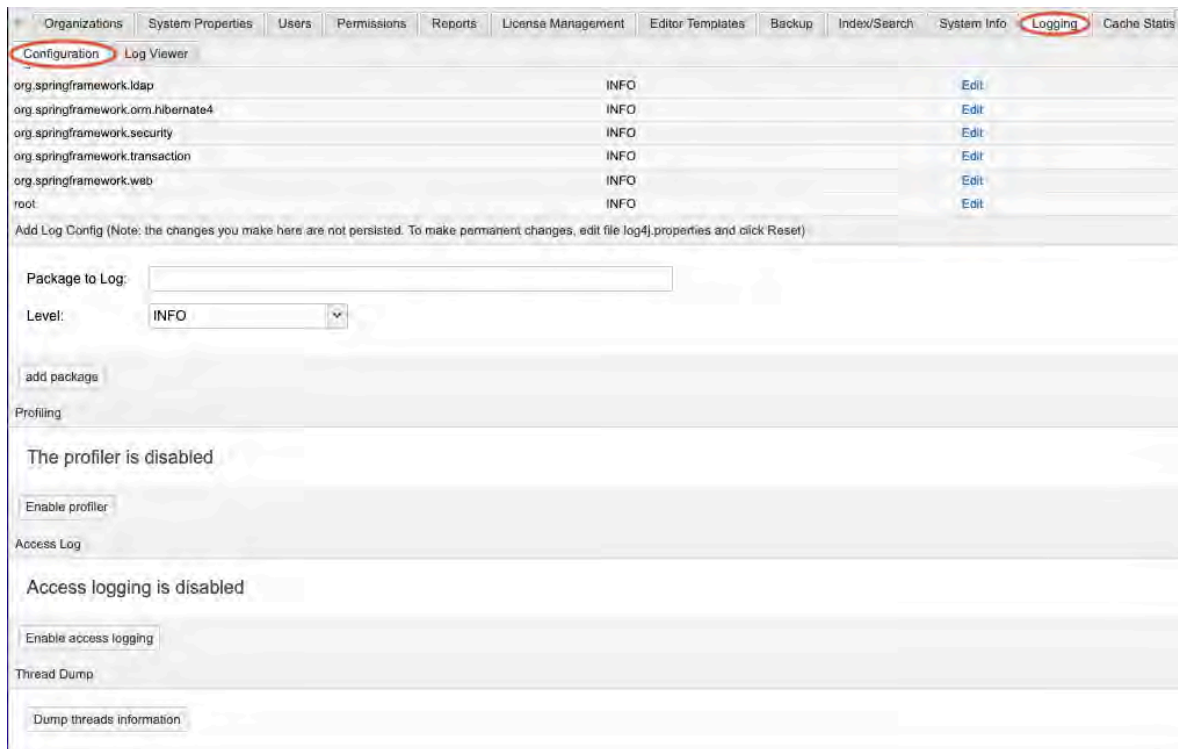 Organizations System Properties Users Permissions Reports License Management Editor Templates Backup Index/Search System Info Logging Cache Statis
Configuration Log Viewer
org.springframework.ldap INFO Edit
org.springframework.orm.hibernate4 INFO Edit
org.springframework.security INFO Edit
org.springframework.transaction INFO Edit
org.springframework.web INFO Edit
root INFO Edit
Add Log Config (Note: the changes you make here are not persisted. To make permanent changes, edit file log4j.properties and click Reset)
Package to Log:
Level: INFO
add package
Profiling
The profiler is disabled
Enable profiler
Access Log
Access logging is disabled
Enable access logging
Thread Dump
Dump threads information